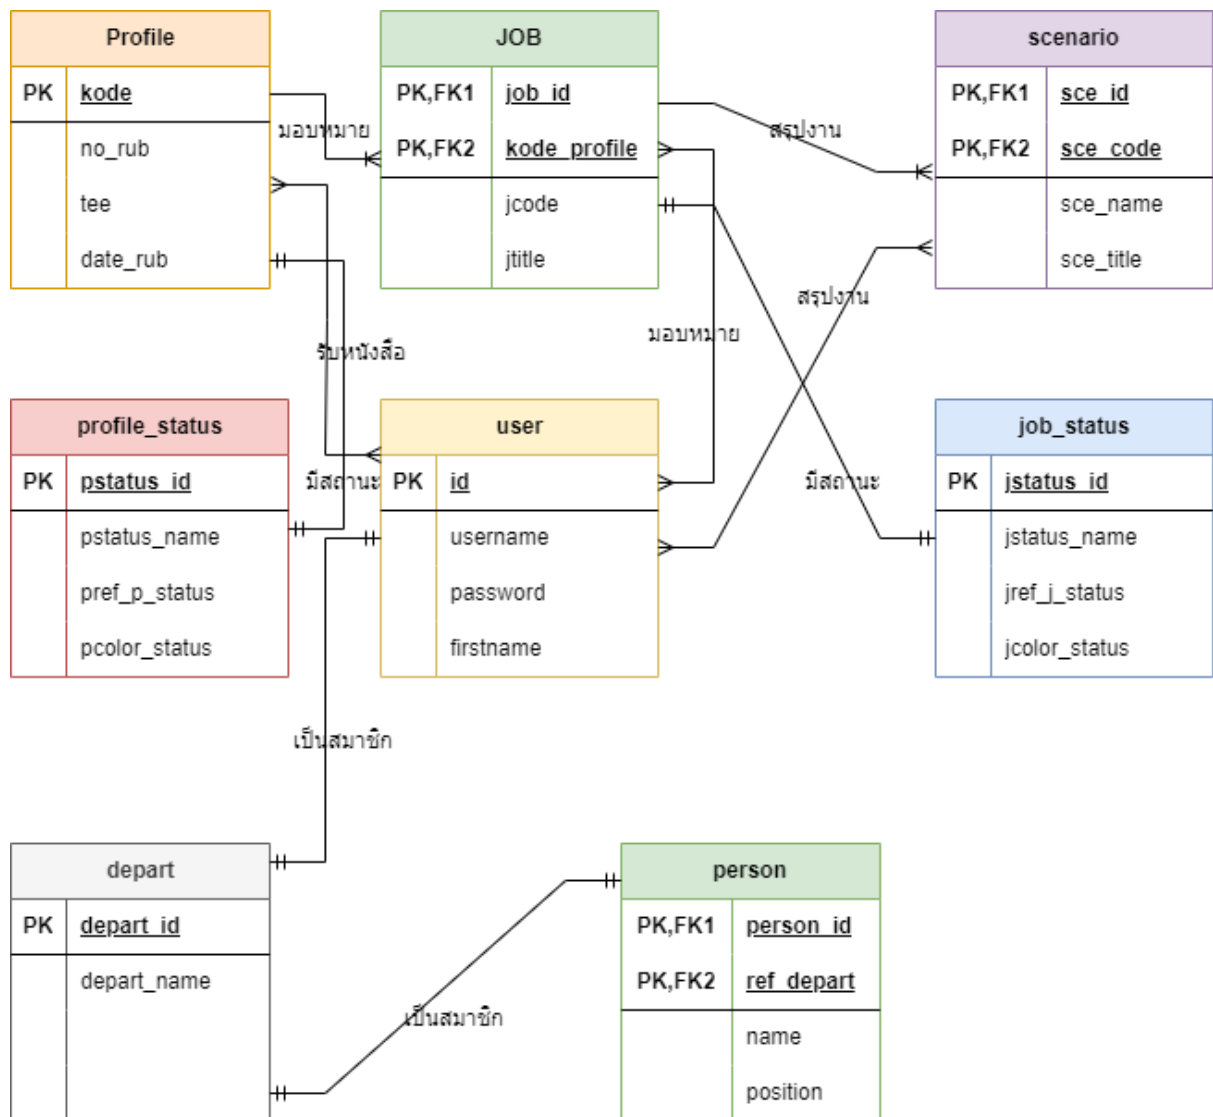 Profile
PK kode
no_rub
tee
date_rub
JOB
PK,FK1 job_id
PK,FK2 kode_profile
jcode
jtitle
scenario
PK,FK1 sce_id
PK,FK2 sce_code
sce_name
sce_title
มอบหมาย
สรุปงาน
สรุปงาน
มอบหมาย
รับหนังสือ
profile_status
PK pstatus_id
pstatus_name
pref_p_status
pcolor_status
มีสถานะ
user
PK id
username
password
firstname
มีสถานะ
job_status
PK jstatus_id
jstatus_name
jref_j_status
jcolor_status
เป็นสมาชิก
depart
PK depart_id
depart_name
เป็นสมาชิก
person
PK,FK1 person_id
PK,FK2 ref_depart
name
position